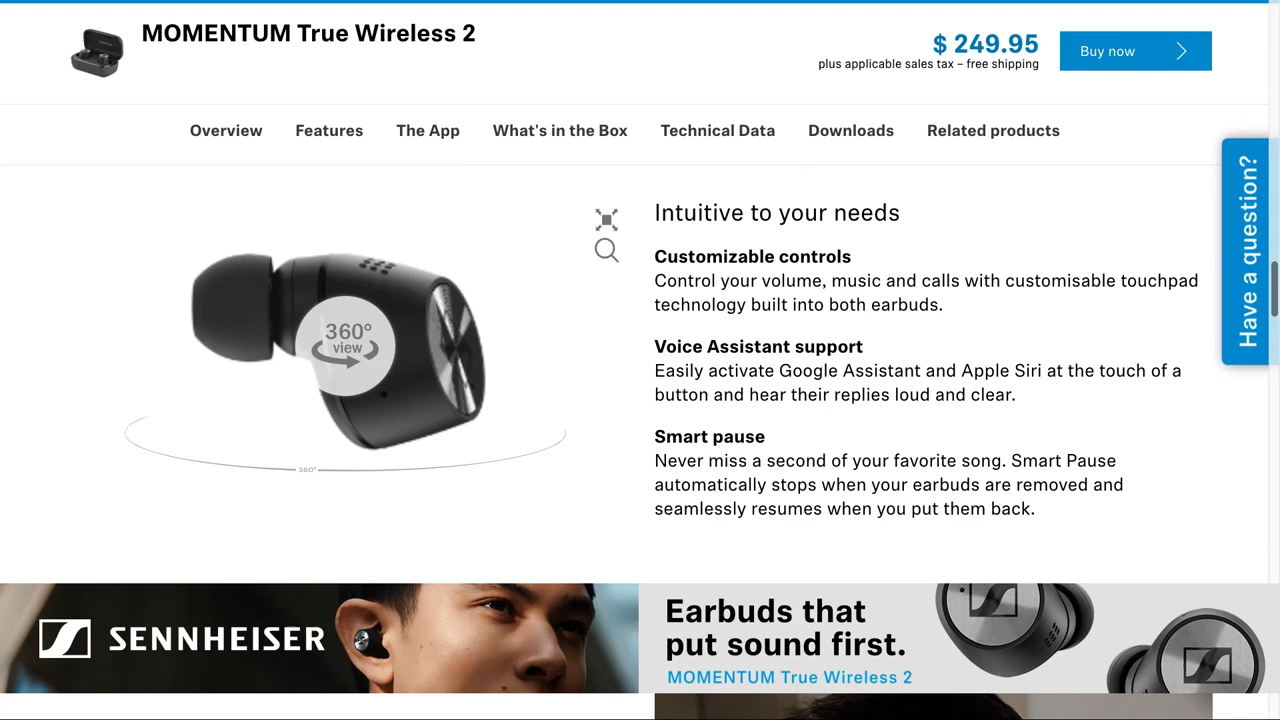 MOMENTUM True Wireless 2
$ 249.95
plus applicable sales tax – free shipping
Buy now
Overview
Features
The App
What's in the Box
Technical Data
Downloads
Related products
Have a question?
360°
view
360°
Intuitive to your needs
Customizable controls
Control your volume, music and calls with customisable touchpad
technology built into both earbuds.
Voice Assistant support
Easily activate Google Assistant and Apple Siri at the touch of a
button and hear their replies loud and clear.
Smart pause
Never miss a second of your favorite song. Smart Pause
automatically stops when your earbuds are removed and
seamlessly resumes when you put them back.
SENNHEISER
Earbuds that
put sound first.
MOMENTUM True Wireless 2